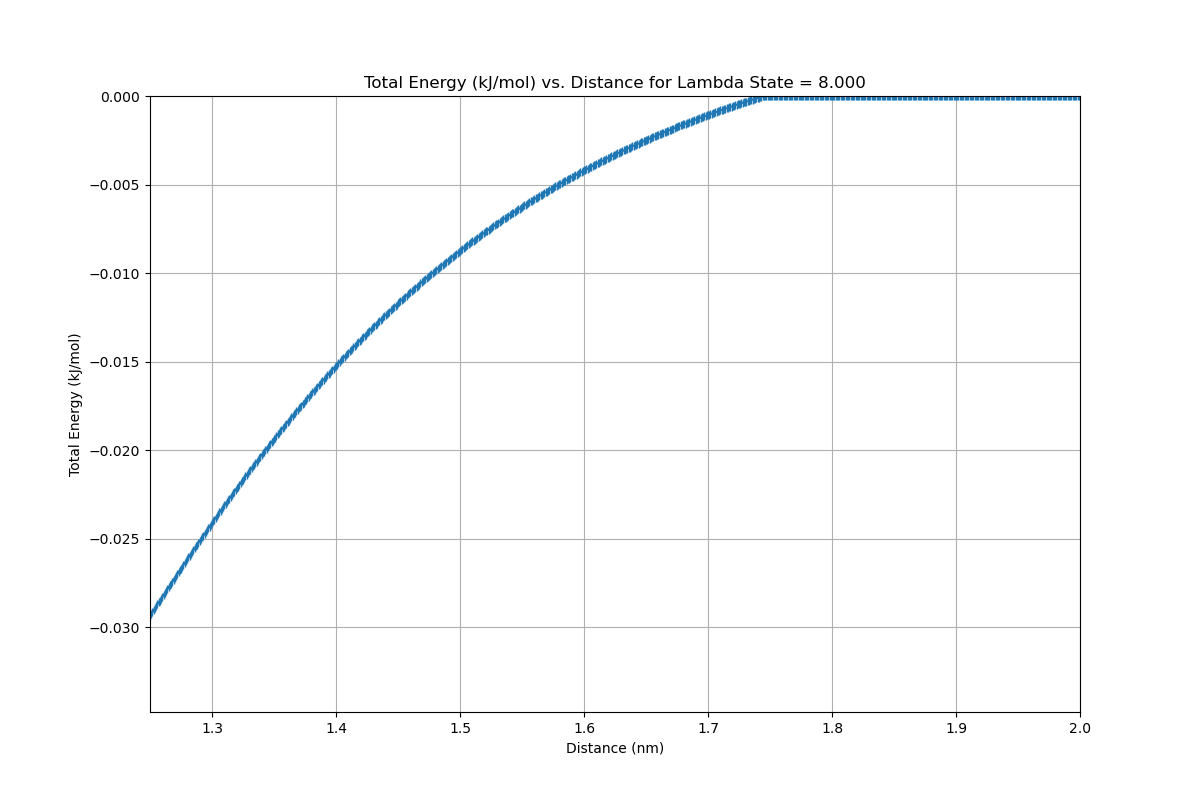 Total Energy (kJ/mol) vs. Distance for Lambda State = 8.000
0.000
−0.005
−0.010
−0.015
−0.020
−0.025
−0.030
Total Energy (kJ/mol)
1.3 1.4 1.5 1.6 1.7 1.8 1.9 2.0
Distance (nm)